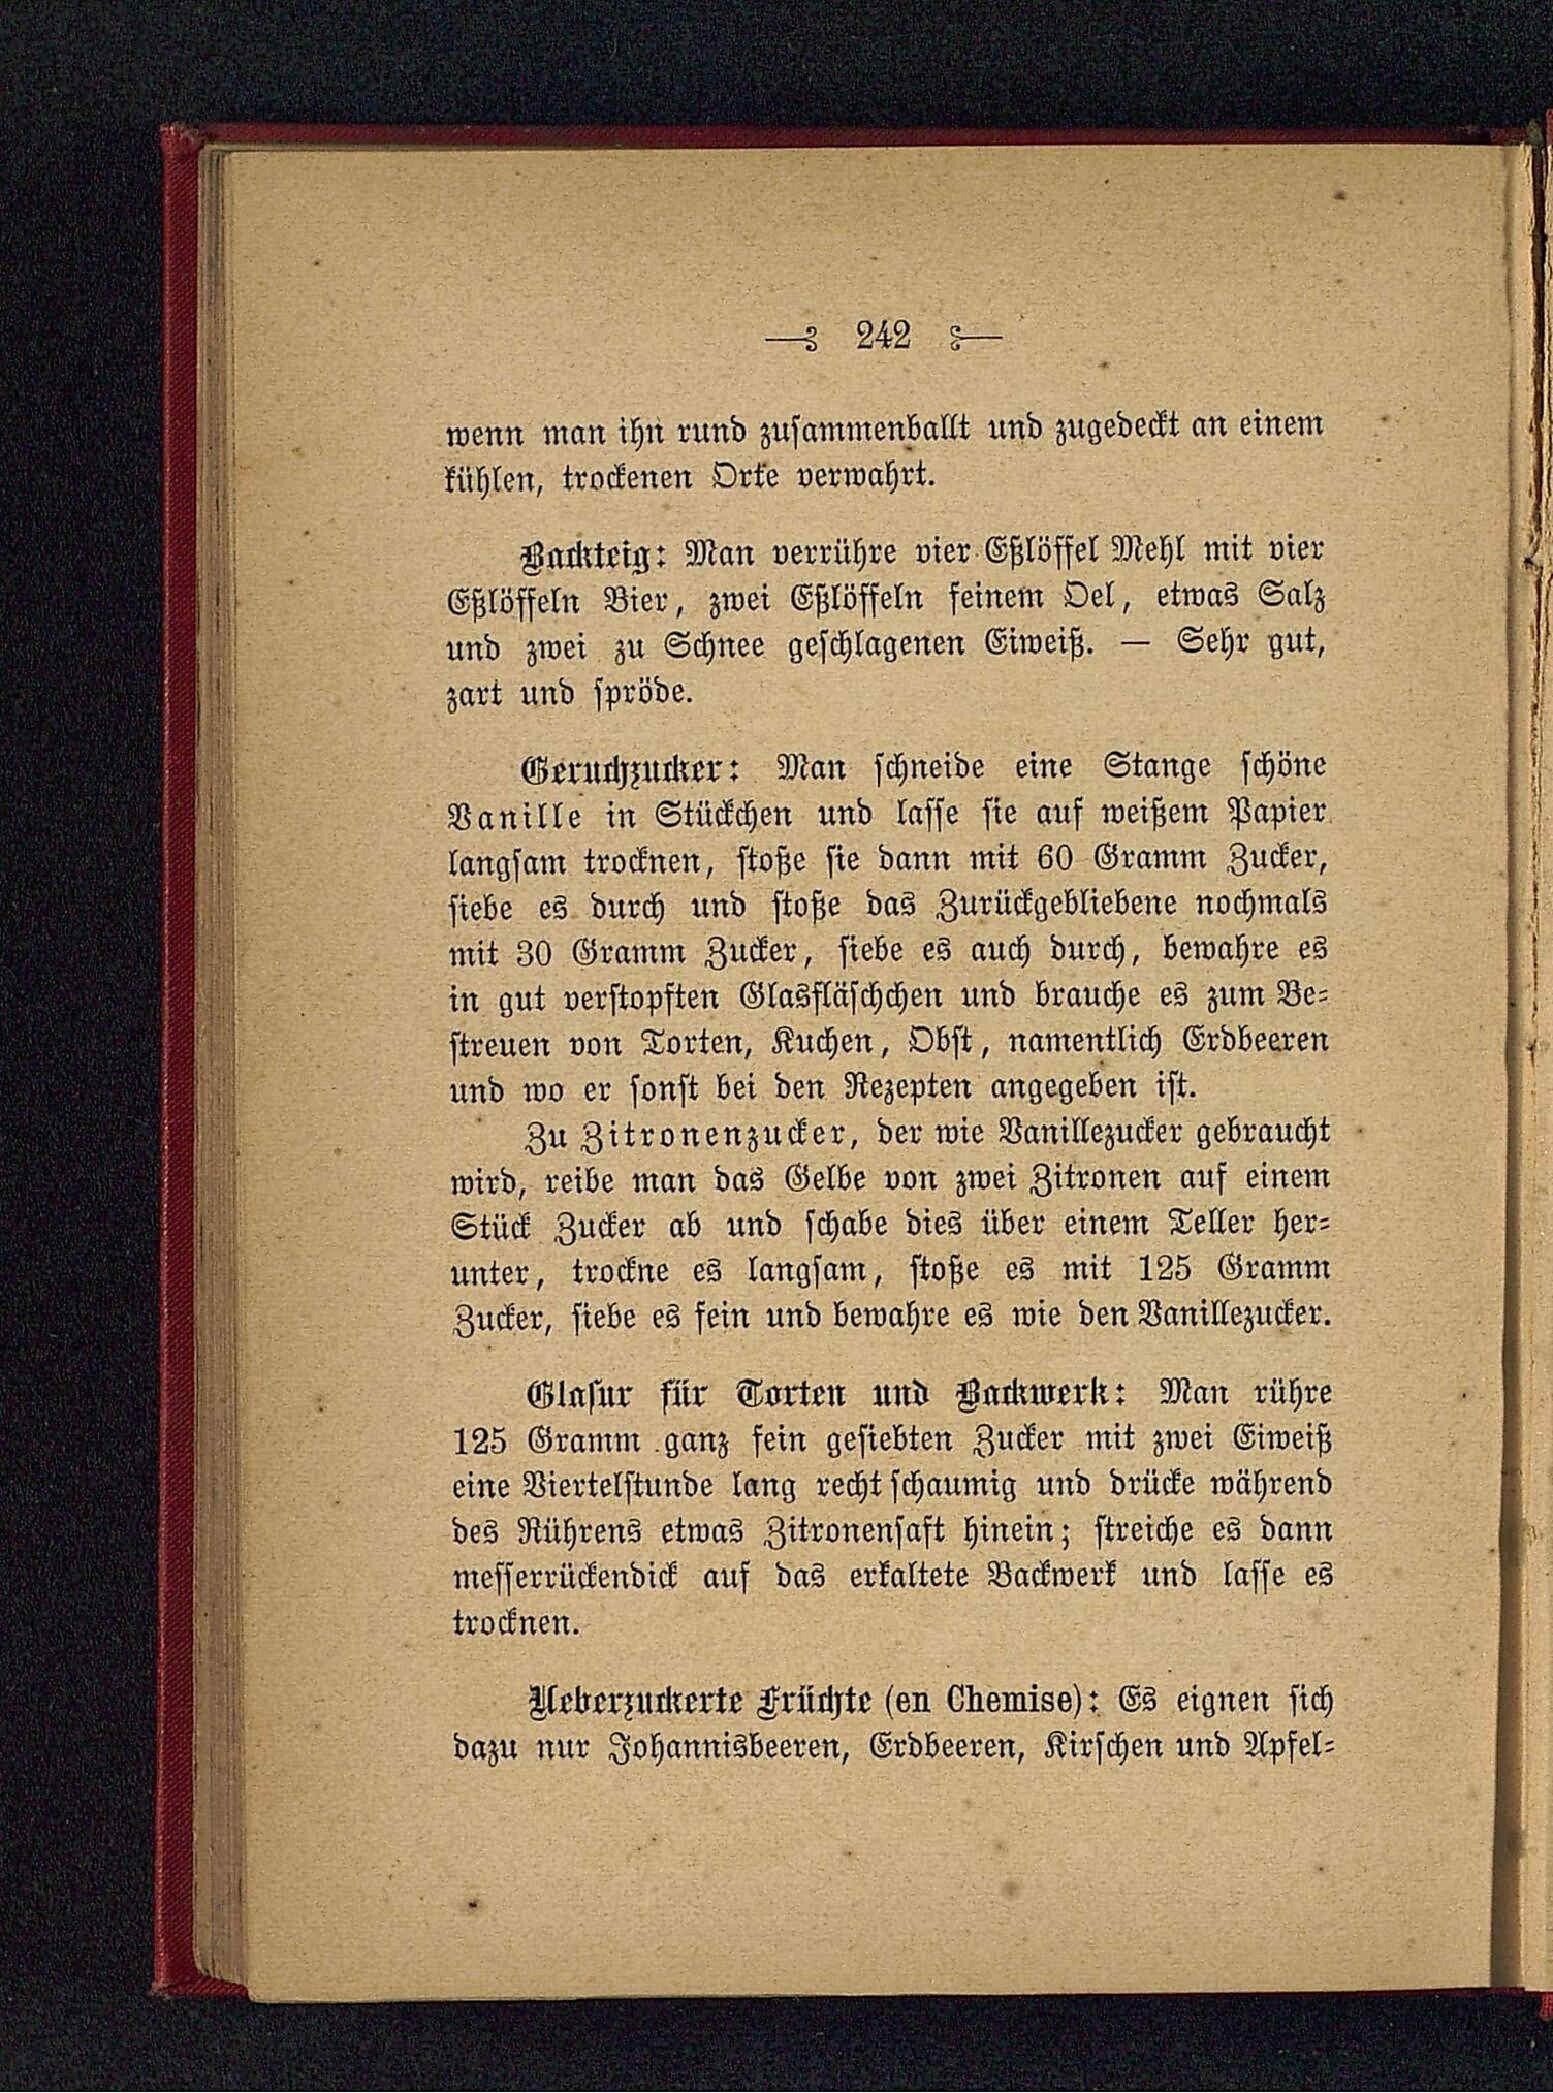 242
wenn man ihn rund zusammenballt und zugedeckt an einem
kühlen, trockenen Orte verwahrt.
Backteig: Man verrühre vier Eßlöffel Mehl mit vier
Eßlöffeln Bier, zwei Eßlöffeln feinem Oel, etwas Salz
und zwei zu Schnee geschlagenen Eiweiß. — Sehr gut,
zart und spröde.
Geruchzucker: Man schneide eine Stange schöne
Vanille in Stückchen und lasse sie auf weißem Papier
langsam trocknen, stoße sie dann mit 60 Gramm Zucker,
siebe es durch und stoße das Zurückgebliebene nochmals
mit 30 Gramm Zucker, siebe es auch durch, bewahre es
in gut verstopften Glasfläschchen und brauche es zum Be-
streuen von Torten, Kuchen, Obst, namentlich Erdbeeren
und wo er sonst bei den Rezepten angegeben ist.
Zu Zitronenzucker, der wie Vanillezucker gebraucht
wird, reibe man das Gelbe von zwei Zitronen auf einem
Stück Zucker ab und schabe dies über einem Teller her-
unter, trockne es langsam, stoße es mit 125 Gramm
Zucker, siebe es fein und bewahre es wie den Vanillezucker.
Glasur für Torten und Backwerk: Man rühre
125 Gramm ganz fein gesiebten Zucker mit zwei Eiweiß
eine Viertelstunde lang recht schaumig und drücke während
des Rührens etwas Zitronensaft hinein; streiche es dann
messerrückendick auf das erkaltete Backwerk und lasse es
trocknen.
Ueberzuckerte Früchte (en Chemise): Es eignen sich
dazu nur Johannisbeeren, Erdbeeren, Kirschen und Apfel-